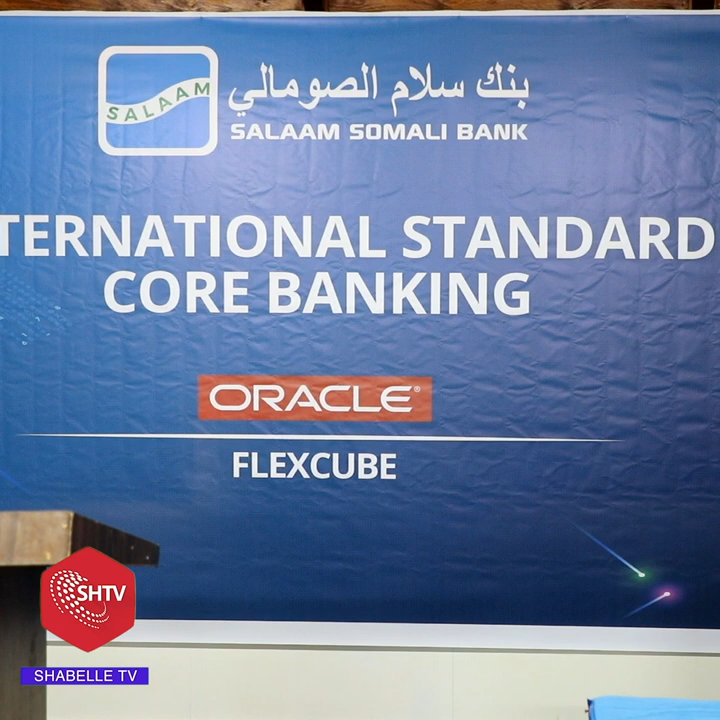 SALAAM
بنك سلام الصومالي
SALAAM SOMALI BANK
TERNATIONAL STANDARD
CORE BANKING
ORACLE®
FLEXCUBE
SHTV
SHABELLE TV